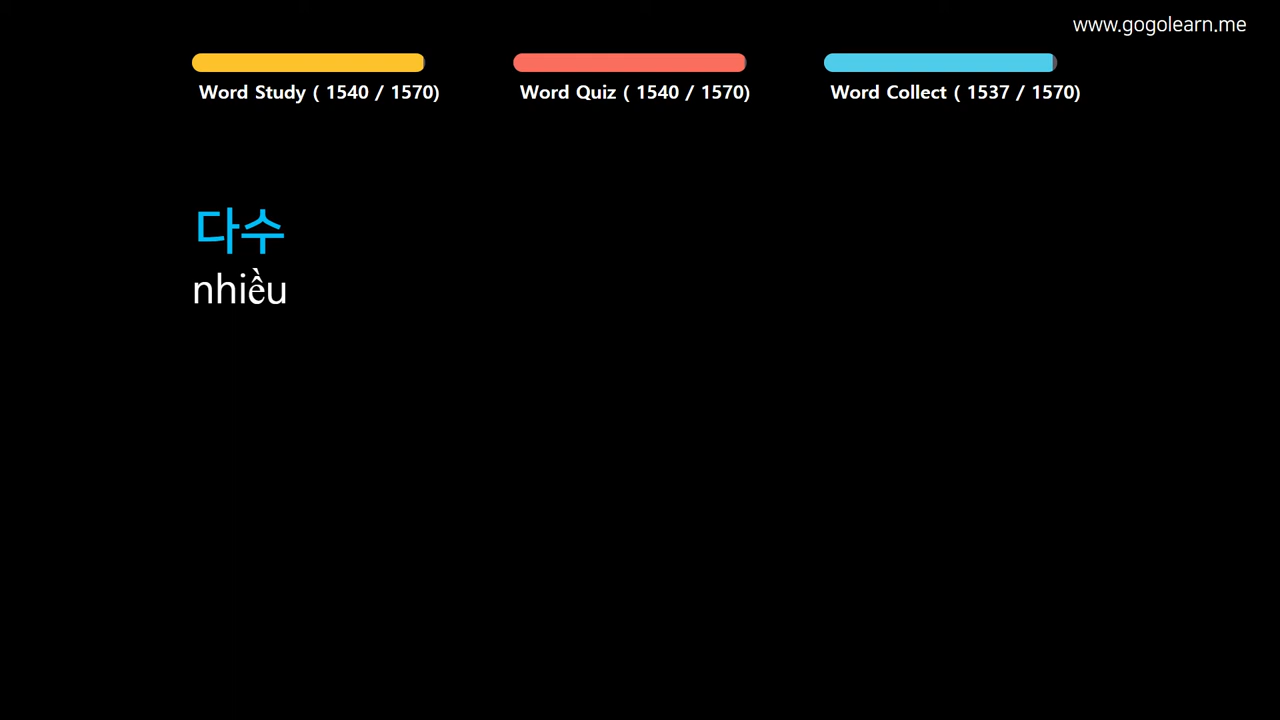 www.gogolearn.me
Word Study ( 1540 / 1570)
Word Quiz ( 1540 / 1570)
Word Collect ( 1537 / 1570)
다수
nhiều